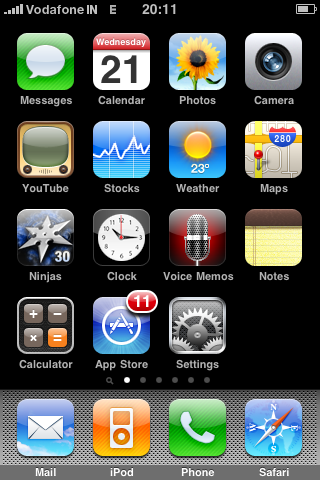 Vodafone IN E 20:11
Wednesday
21
280
23°
30
Messages Calendar Photos Camera
YouTube Stocks Weather Maps
Ninjas Clock Voice Memos Notes
11
Calculator App Store Settings
Mail iPod Phone Safari